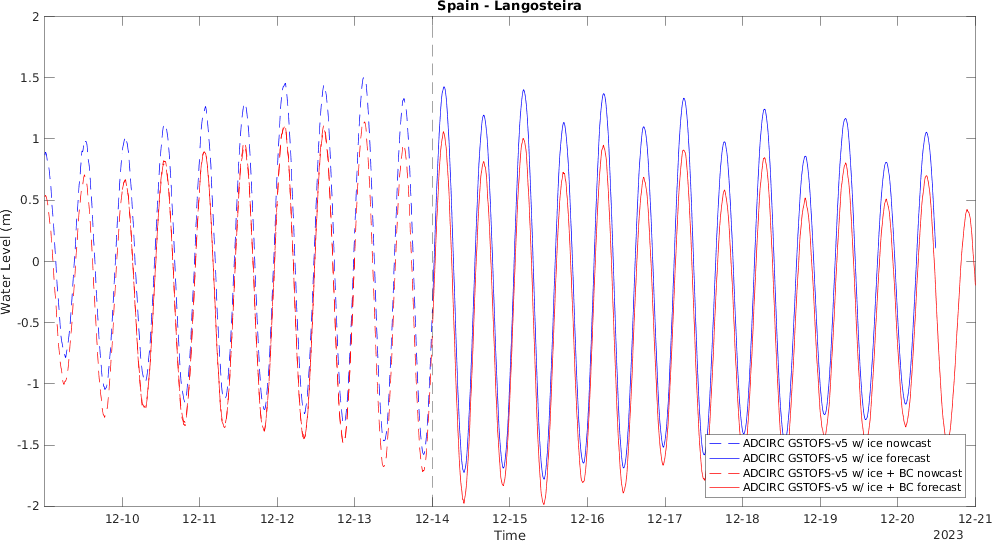 Spain - Langosteira
2
1.5
1
0.5
0
-0.5
-1
-1.5
-2
Water Level (m)
ADCIRC GSTOFS-v5 w/ ice nowcast
ADCIRC GSTOFS-v5 w/ ice forecast
ADCIRC GSTOFS-v5 w/ ice + BC nowcast
ADCIRC GSTOFS-v5 w/ ice + BC forecast
12-10 12-11 12-12 12-13 12-14 12-15 12-16 12-17 12-18 12-19 12-20 12-21
Time
2023